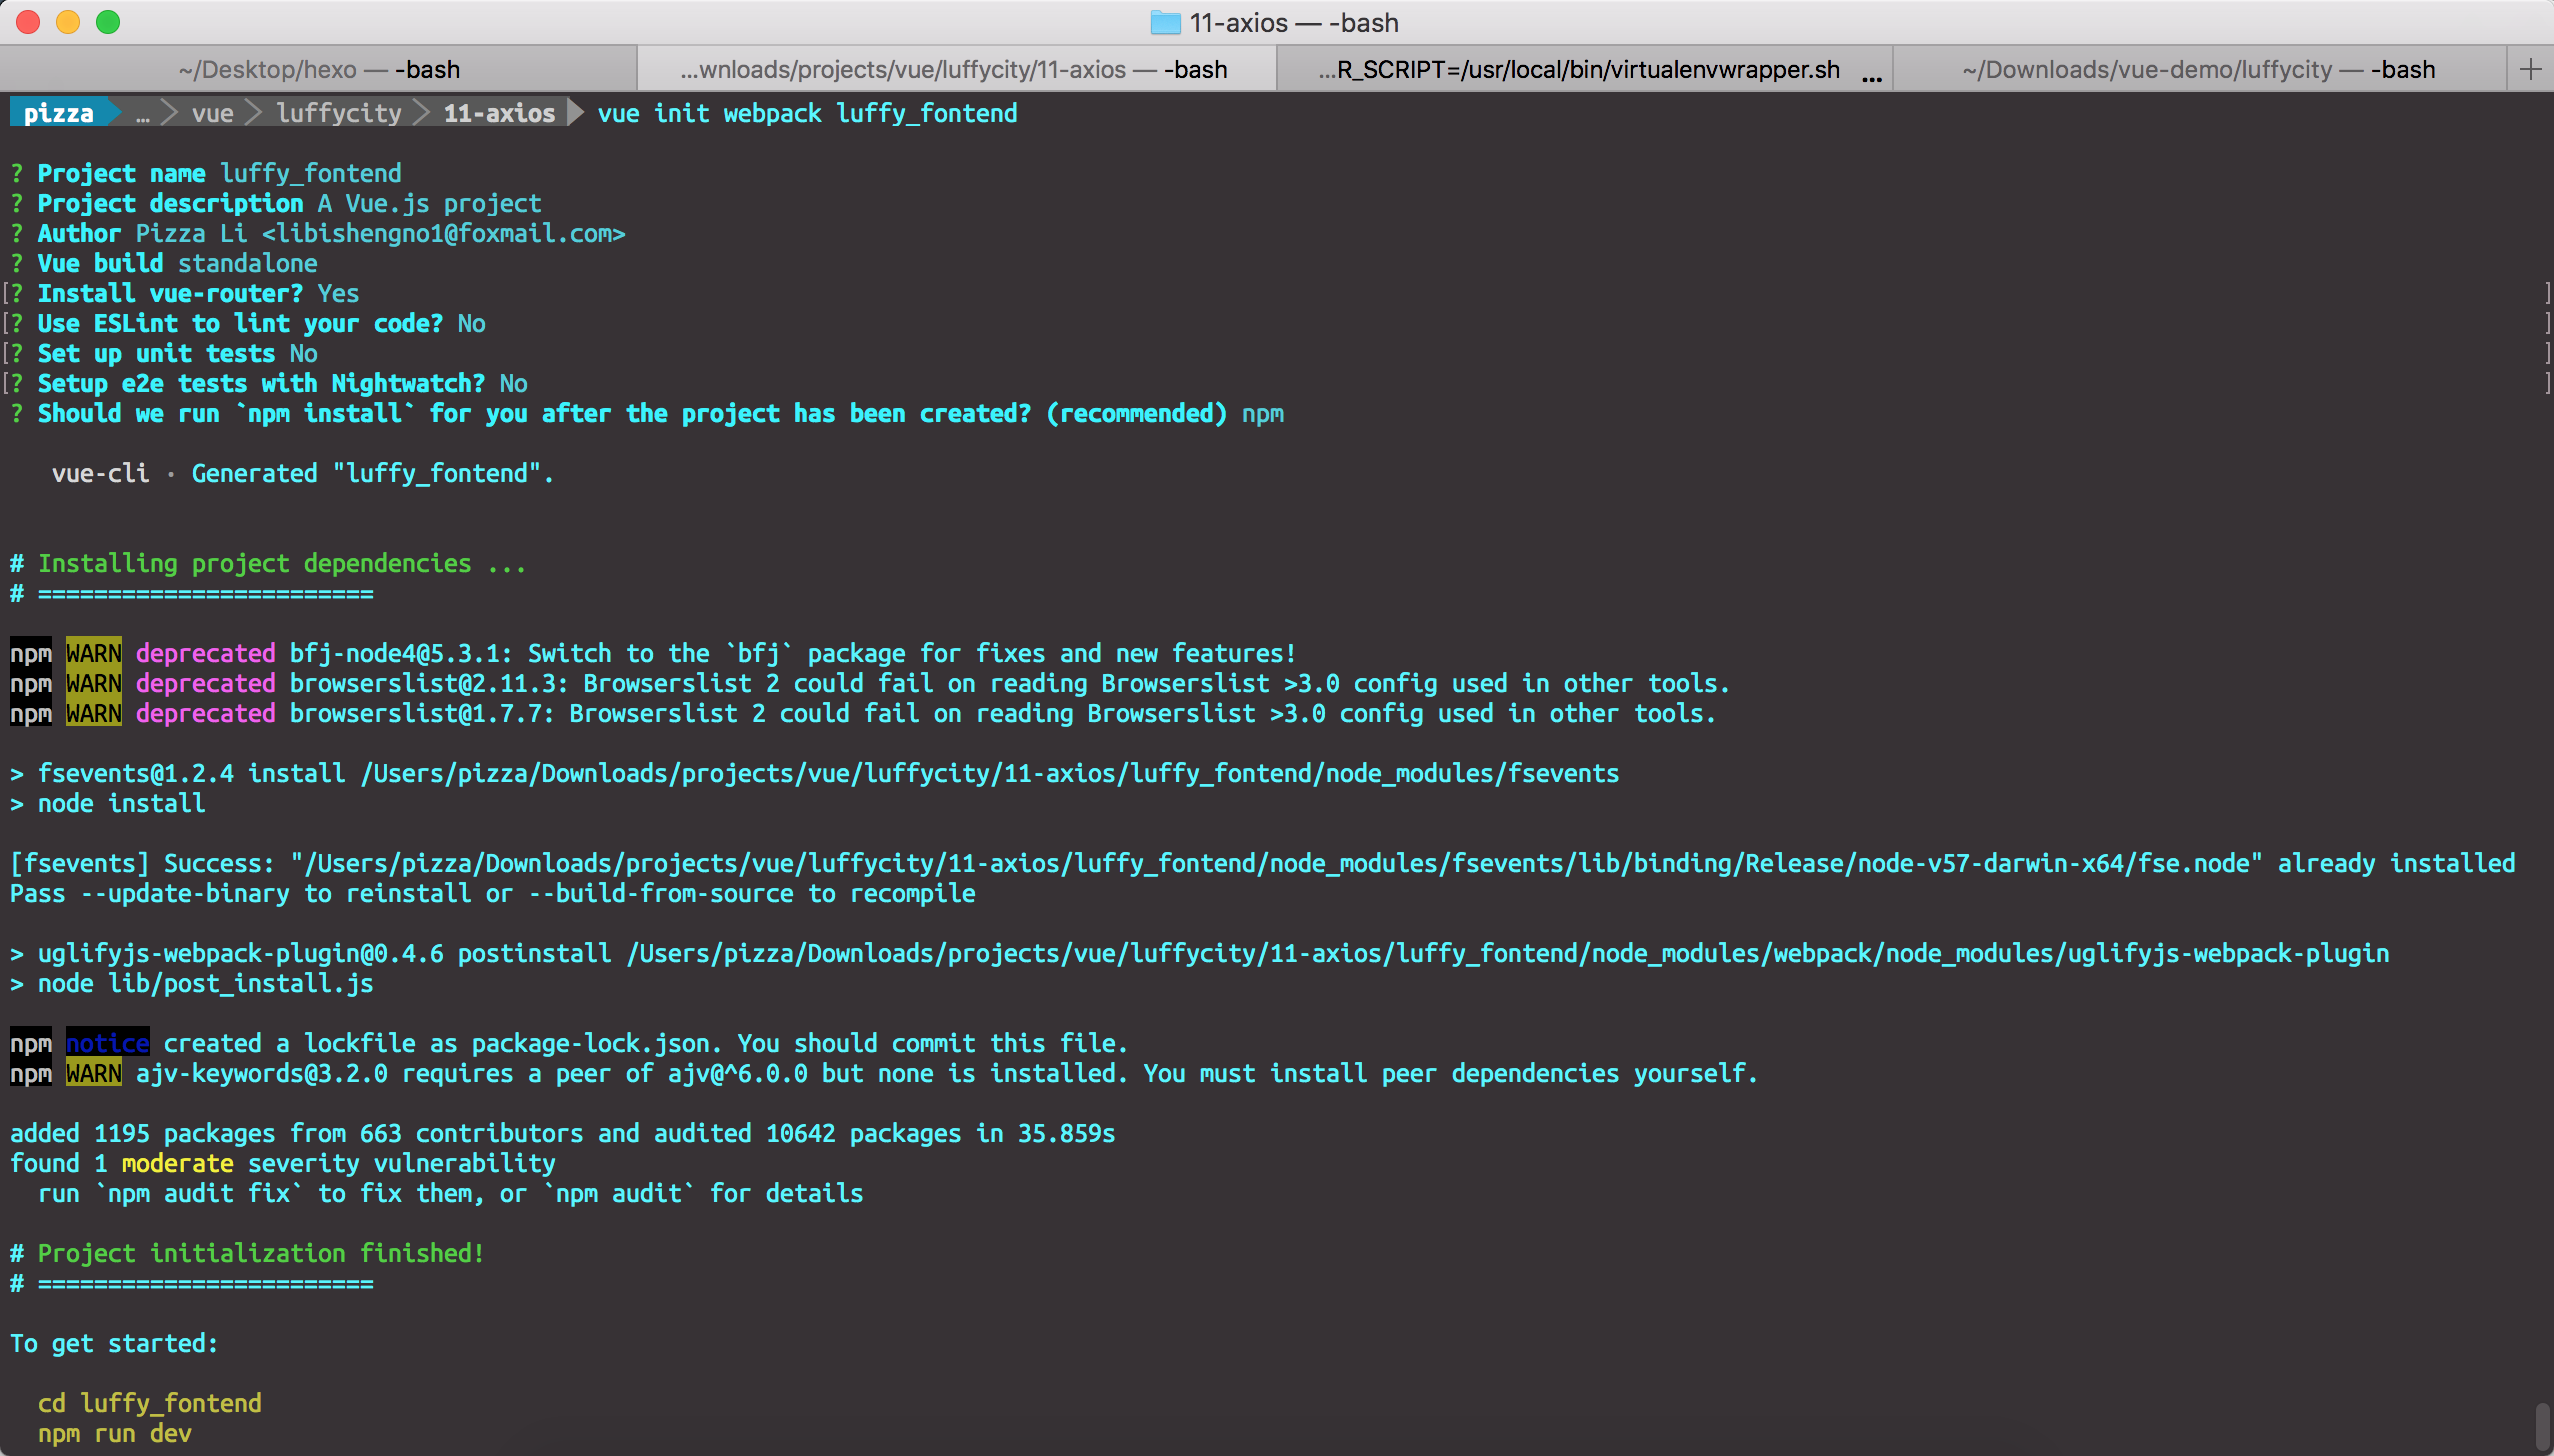 11-axios — -bash
~/Desktop/hexo — -bash
...wnloads/projects/vue/luffycity/11-axios — -bash
...R_SCRIPT=/usr/local/bin/virtualenvwrapper.sh ...
~/Downloads/vue-demo/luffycity — -bash
pizza … vue luffycity 11-axios vue init webpack luffy_fontend
? Project name luffy_fontend
? Project description A Vue.js project
? Author Pizza Li <libishengno1@foxmail.com>
? Vue build standalone
[? Install vue-router? Yes ]
[? Use ESLint to lint your code? No ]
[? Set up unit tests No ]
[? Setup e2e tests with Nightwatch? No ]
? Should we run `npm install` for you after the project has been created? (recommended) npm
vue-cli · Generated "luffy_fontend".
# Installing project dependencies ...
# ========================
npm WARN deprecated bfj-node4@5.3.1: Switch to the `bfj` package for fixes and new features!
npm WARN deprecated browserslist@2.11.3: Browserslist 2 could fail on reading Browserslist >3.0 config used in other tools.
npm WARN deprecated browserslist@1.7.7: Browserslist 2 could fail on reading Browserslist >3.0 config used in other tools.
> fsevents@1.2.4 install /Users/pizza/Downloads/projects/vue/luffycity/11-axios/luffy_fontend/node_modules/fsevents
> node install
[fsevents] Success: "/Users/pizza/Downloads/projects/vue/luffycity/11-axios/luffy_fontend/node_modules/fsevents/lib/binding/Release/node-v57-darwin-x64/fse.node" already installed
Pass --update-binary to reinstall or --build-from-source to recompile
> uglifyjs-webpack-plugin@0.4.6 postinstall /Users/pizza/Downloads/projects/vue/luffycity/11-axios/luffy_fontend/node_modules/webpack/node_modules/uglifyjs-webpack-plugin
> node lib/post_install.js
npm notice created a lockfile as package-lock.json. You should commit this file.
npm WARN ajv-keywords@3.2.0 requires a peer of ajv@^6.0.0 but none is installed. You must install peer dependencies yourself.
added 1195 packages from 663 contributors and audited 10642 packages in 35.859s
found 1 moderate severity vulnerability
run `npm audit fix` to fix them, or `npm audit` for details
# Project initialization finished!
# ========================
To get started:
cd luffy_fontend
npm run dev